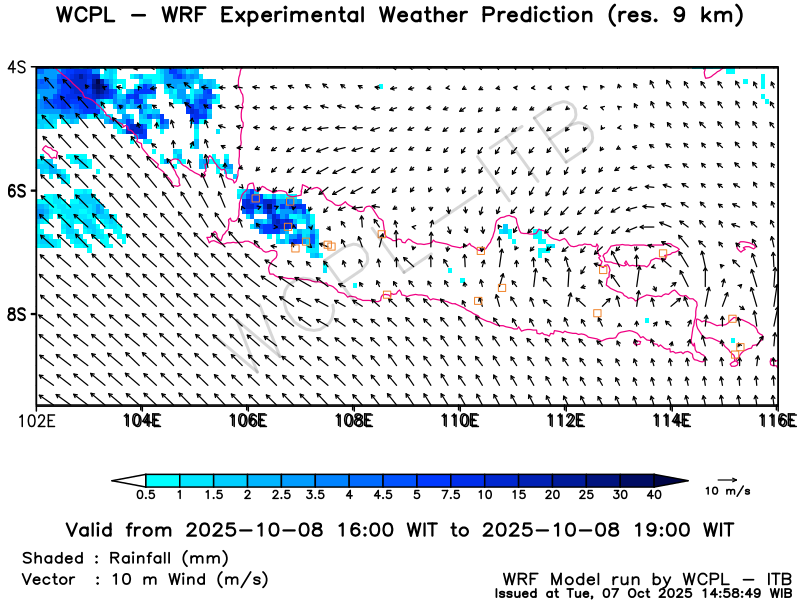 WCPL − WRF Experimental Weather Prediction (res. 9 km)
4S
6S
8S
102E 104E 106E 108E 110E 112E 114E 116E
WCPL−ITB
0.5 1 1.5 2 2.5 3.5 4 4.5 5 7.5 10 15 20 25 30 40
10 m/s
Valid from 2025−10−08 16:00 WIT to 2025−10−08 19:00 WIT
Shaded : Rainfall (mm)
Vector : 10 m Wind (m/s)
WRF Model run by WCPL − ITB
Issued at Tue, 07 Oct 2025 14:58:49 WIB